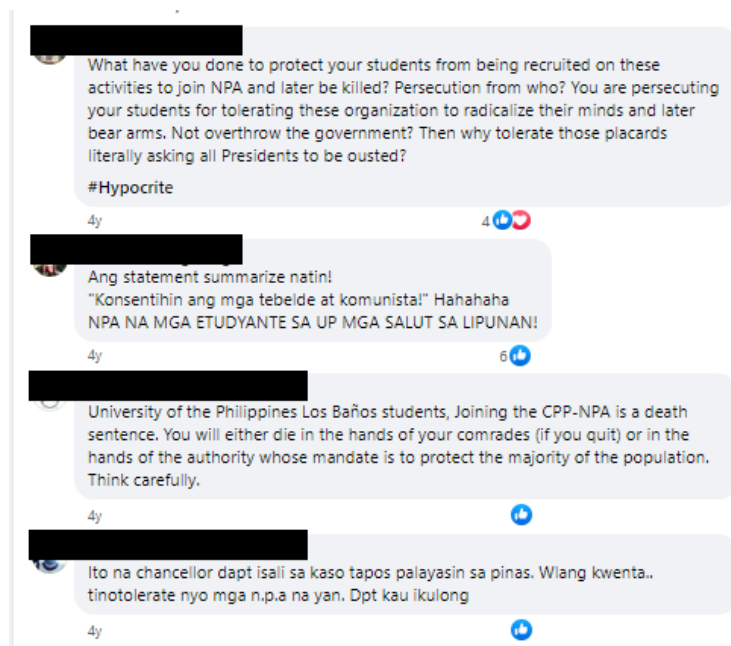 What have you done to protect your students from being recruited on these
activities to join NPA and later be killed? Persecution from who? You are persecuting
your students for tolerating these organization to radicalize their minds and later
bear arms. Not overthrow the government? Then why tolerate those placards
literally asking all Presidents to be ousted?
#Hypocrite
4y 4
Ang statement summarize natin!
"Konsentihin ang mga tebelde at komunista!" Hahahaha
NPA NA MGA ETUDYANTE SA UP MGA SALUT SA LIPUNAN!
4y 6
University of the Philippines Los Baños students, Joining the CPP-NPA is a death
sentence. You will either die in the hands of your comrades (if you quit) or in the
hands of the authority whose mandate is to protect the majority of the population.
Think carefully.
4y
Ito na chancellor dapt isali sa kaso tapos palayasin sa pinas. Wlang kwenta..
tinotolerate nyo mga n.p.a na yan. Dpt kau ikulong
4y